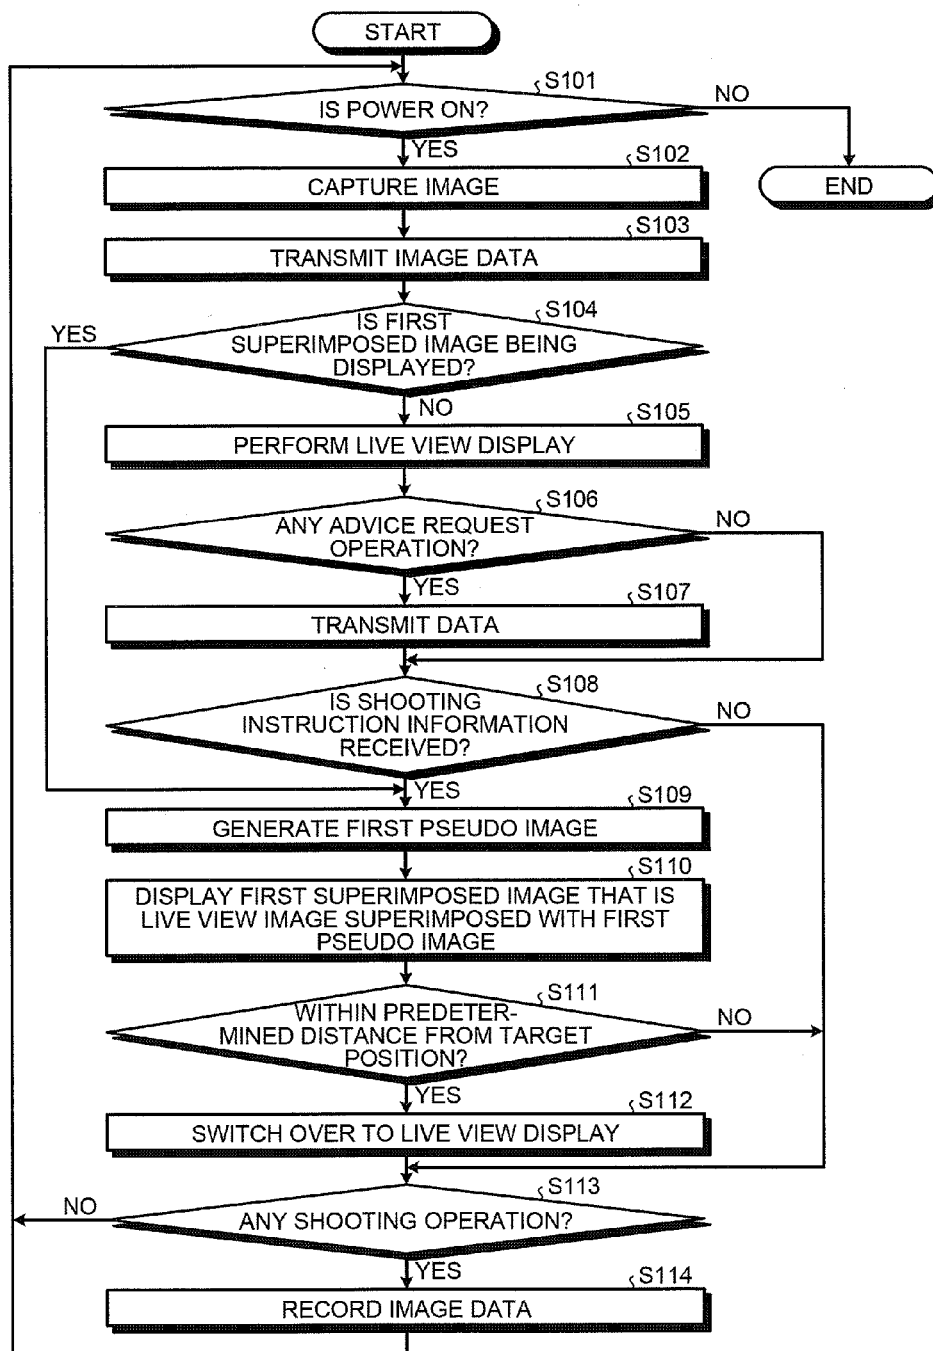 START
S101
IS POWER ON?
NO
YES
S102
CAPTURE IMAGE
END
S103
TRANSMIT IMAGE DATA
S104
YES
IS FIRST
SUPERIMPOSED IMAGE BEING
DISPLAYED?
NO
S105
PERFORM LIVE VIEW DISPLAY
S106
ANY ADVICE REQUEST
OPERATION?
NO
YES
S107
TRANSMIT DATA
S108
IS SHOOTING
INSTRUCTION INFORMATION
RECEIVED?
NO
YES
S109
GENERATE FIRST PSEUDO IMAGE
S110
DISPLAY FIRST SUPERIMPOSED IMAGE THAT IS
LIVE VIEW IMAGE SUPERIMPOSED WITH FIRST
PSEUDO IMAGE
S111
WITHIN PREDETER-
MINED DISTANCE FROM TARGET
POSITION?
NO
YES
S112
SWITCH OVER TO LIVE VIEW DISPLAY
S113
NO
ANY SHOOTING OPERATION?
YES
S114
RECORD IMAGE DATA